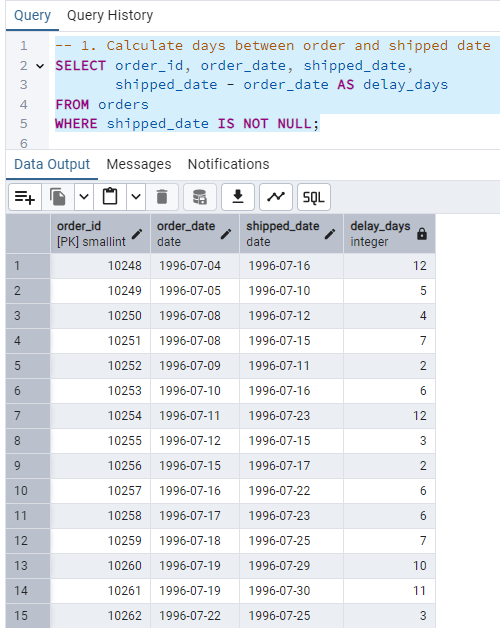 Query Query History
1 -- 1. Calculate days between order and shipped date
2 SELECT order_id, order_date, shipped_date,
3 shipped_date - order_date AS delay_days
4 FROM orders
5 WHERE shipped_date IS NOT NULL;
6
Data Output Messages Notifications
SQL
order_id order_date shipped_date delay_days
[PK] smallint date date integer
1 10248 1996-07-04 1996-07-16 12
2 10249 1996-07-05 1996-07-10 5
3 10250 1996-07-08 1996-07-12 4
4 10251 1996-07-08 1996-07-15 7
5 10252 1996-07-09 1996-07-11 2
6 10253 1996-07-10 1996-07-16 6
7 10254 1996-07-11 1996-07-23 12
8 10255 1996-07-12 1996-07-15 3
9 10256 1996-07-15 1996-07-17 2
10 10257 1996-07-16 1996-07-22 6
11 10258 1996-07-17 1996-07-23 6
12 10259 1996-07-18 1996-07-25 7
13 10260 1996-07-19 1996-07-29 10
14 10261 1996-07-19 1996-07-30 11
15 10262 1996-07-22 1996-07-25 3